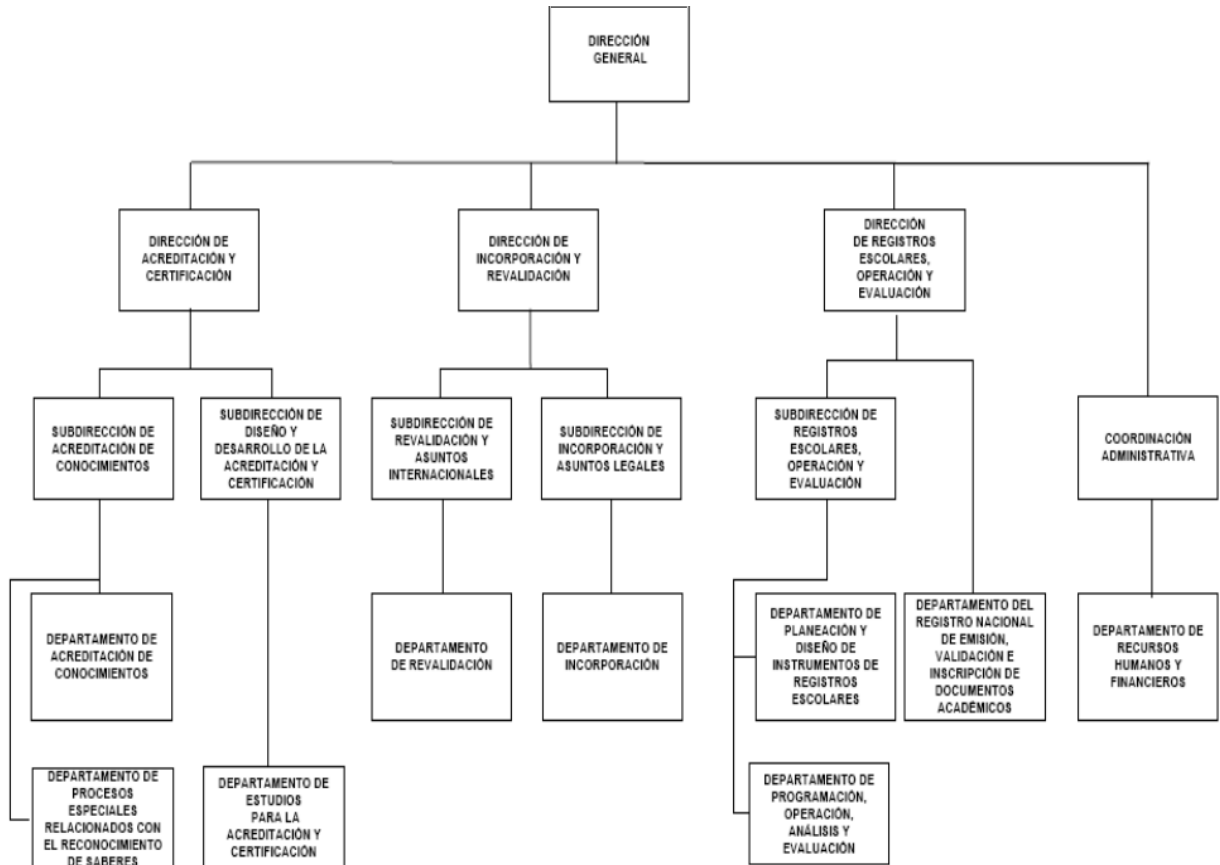 DIRECCIÓN
GENERAL
DIRECCIÓN DE
ACREDITACIÓN Y
CERTIFICACIÓN
DIRECCIÓN DE
INCORPORACIÓN Y
REVALIDACIÓN
DIRECCIÓN
DE REGISTROS
ESCOLARES,
OPERACIÓN Y
EVALUACIÓN
SUBDIRECCIÓN DE
ACREDITACIÓN DE
CONOCIMIENTOS
SUBDIRECCIÓN DE
DISEÑO Y
DESARROLLO DE LA
ACREDITACIÓN Y
CERTIFICACIÓN
SUBDIRECCIÓN DE
REVALIDACIÓN Y
ASUNTOS
INTERNACIONALES
SUBDIRECCIÓN DE
INCORPORACIÓN Y
ASUNTOS LEGALES
SUBDIRECCIÓN DE
REGISTROS
ESCOLARES,
OPERACIÓN Y
EVALUACIÓN
COORDINACIÓN
ADMINISTRATIVA
DEPARTAMENTO DE
ACREDITACIÓN DE
CONOCIMIENTOS
DEPARTAMENTO
DE REVALIDACIÓN
DEPARTAMENTO DE
INCORPORACIÓN
DEPARTAMENTO DE
PLANEACIÓN Y
DISEÑO DE
INSTRUMENTOS DE
REGISTROS
ESCOLARES
DEPARTAMENTO DEL
REGISTRO NACIONAL
DE EMISIÓN,
VALIDACIÓN E
INSCRIPCIÓN DE
DOCUMENTOS
ACADÉMICOS
DEPARTAMENTO DE
RECURSOS
HUMANOS Y
FINANCIEROS
DEPARTAMENTO DE
PROCESOS
ESPECIALES
RELACIONADOS CON
EL RECONOCIMIENTO
DE SABERES
DEPARTAMENTO DE
ESTUDIOS
PARA LA
ACREDITACIÓN Y
CERTIFICACIÓN
DEPARTAMENTO DE
PROGRAMACIÓN,
OPERACIÓN,
ANÁLISIS Y
EVALUACIÓN